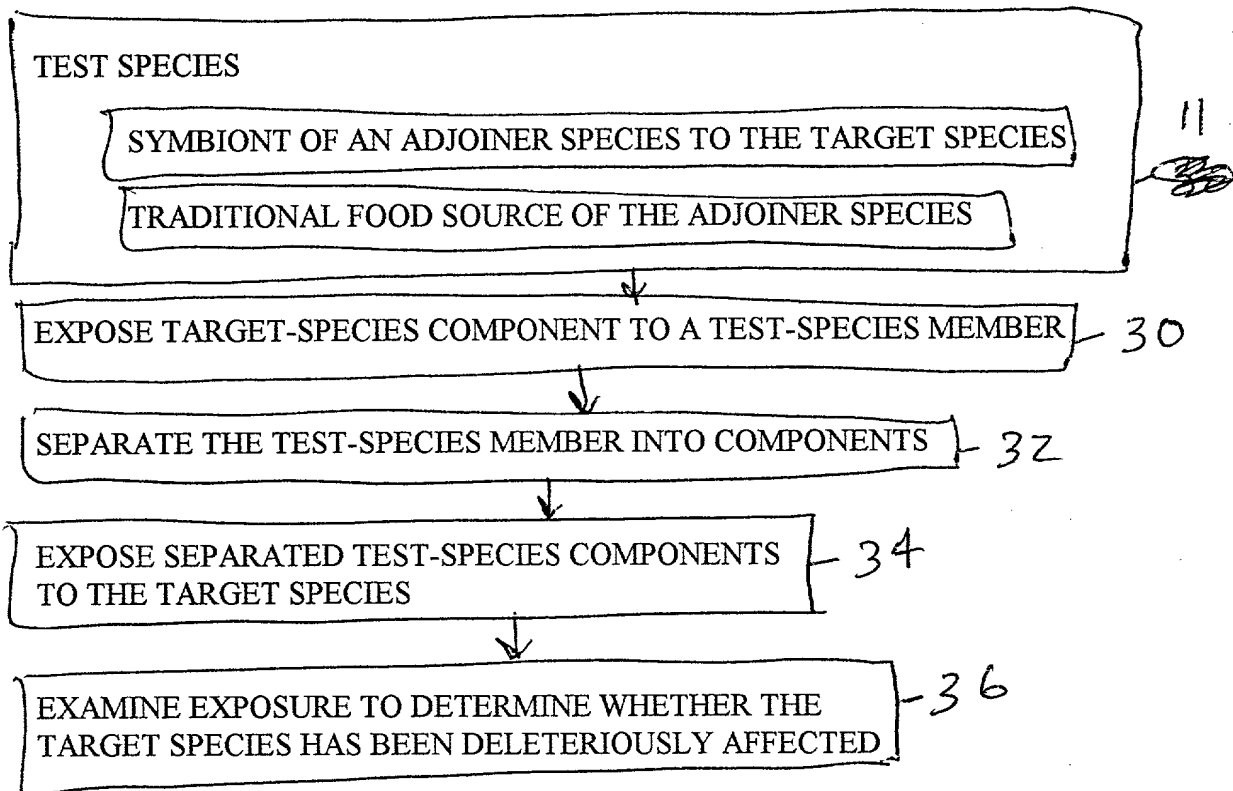 TEST SPECIES
SYMBIONT OF AN ADJOINER SPECIES TO THE TARGET SPECIES
11
TRADITIONAL FOOD SOURCE OF THE ADJOINER SPECIES
EXPOSE TARGET-SPECIES COMPONENT TO A TEST-SPECIES MEMBER
30
SEPARATE THE TEST-SPECIES MEMBER INTO COMPONENTS
32
EXPOSE SEPARATED TEST-SPECIES COMPONENTS
TO THE TARGET SPECIES
34
EXAMINE EXPOSURE TO DETERMINE WHETHER THE
TARGET SPECIES HAS BEEN DELETERIOUSLY AFFECTED
36